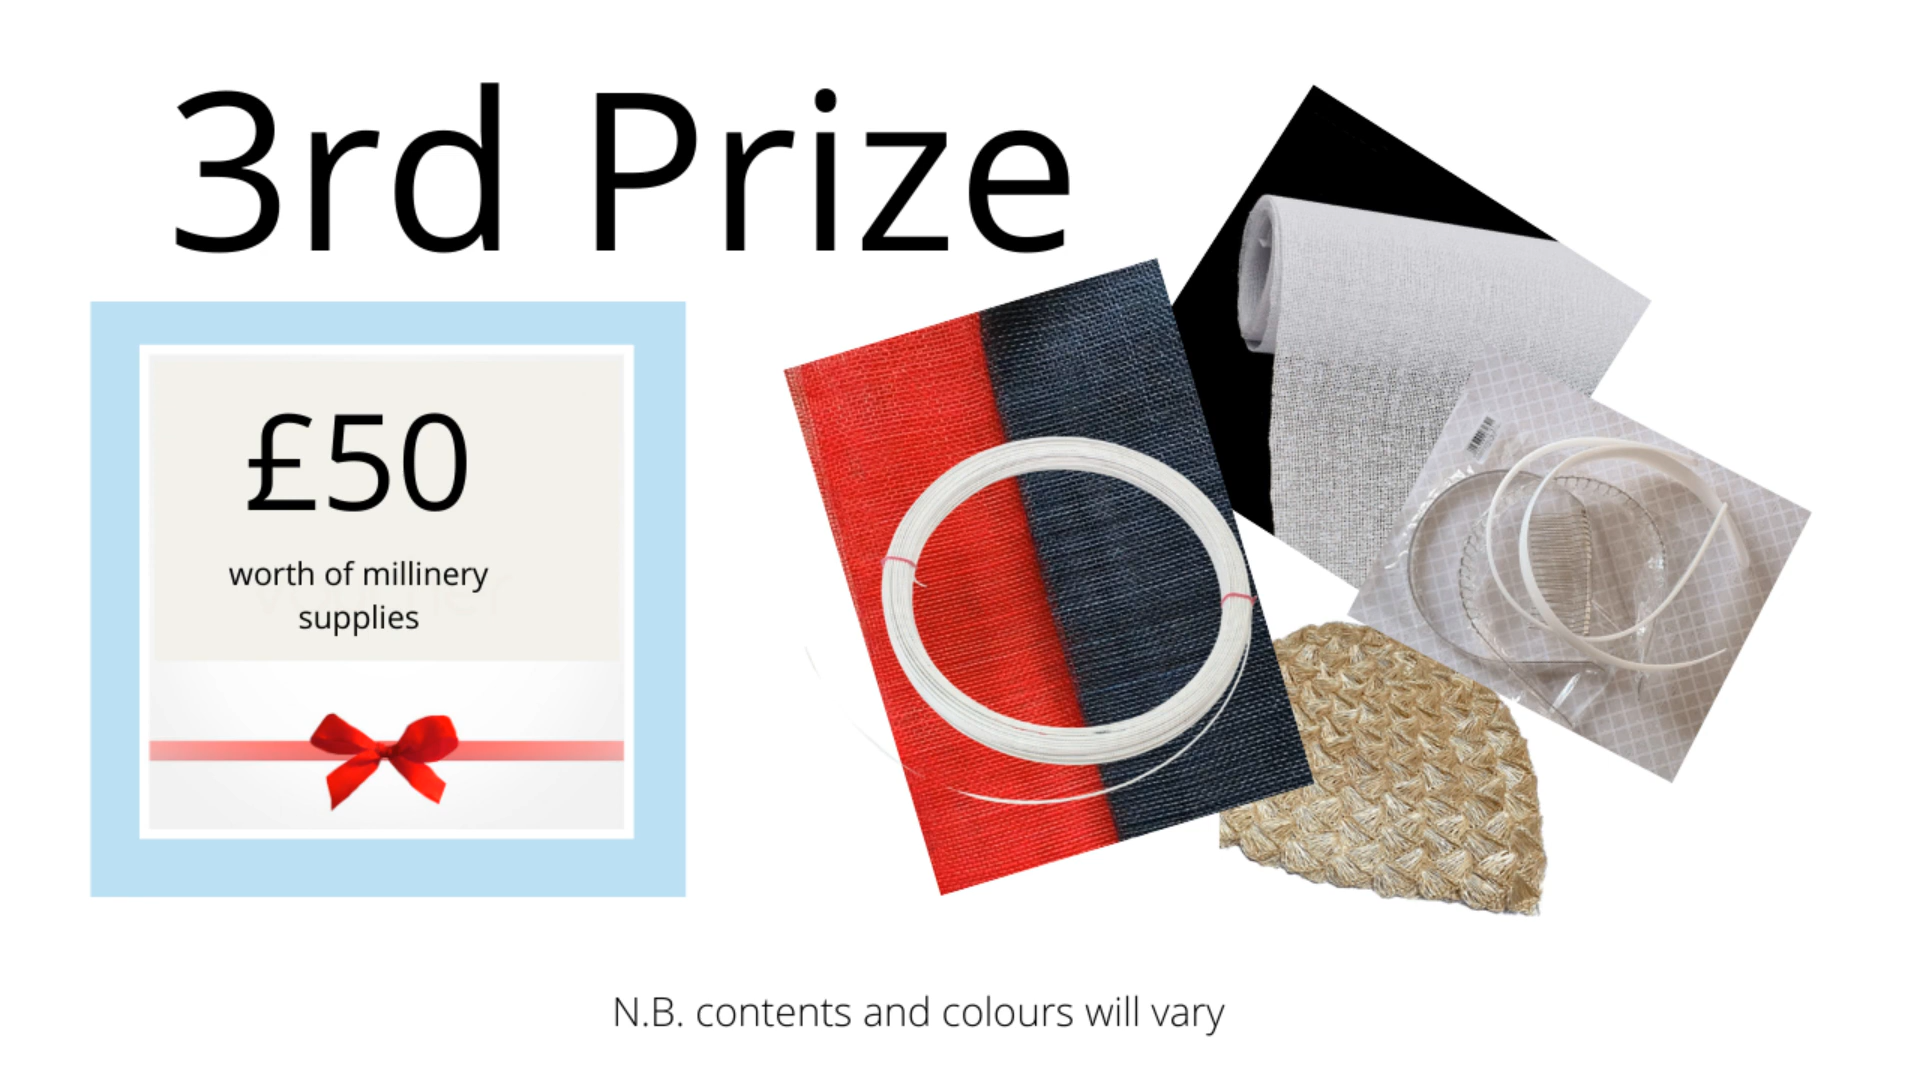 3rd Prize
£50
worth of millinery
supplies
N.B. contents and colours will vary